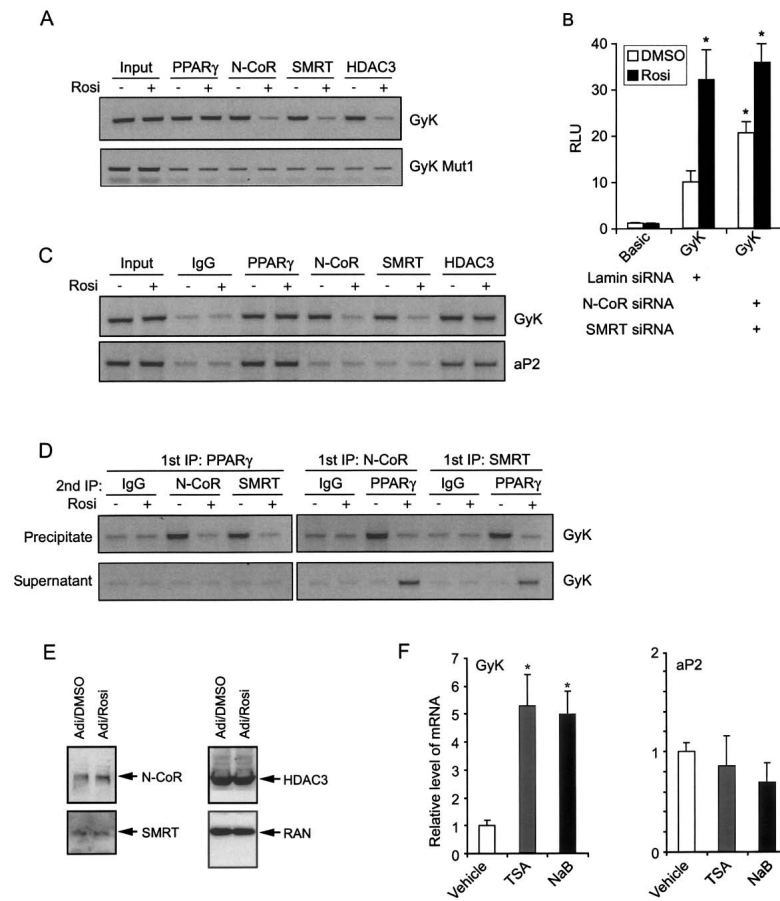 A
Input PPARγ N-CoR SMRT HDAC3
Rosi - + - + - + - + - +
GyK
GyK Mut1
B
* *
*
DMSO
Rosi
RLU
40
30
20
10
0
Basic GyK GyK
Lamin siRNA +
N-CoR siRNA +
SMRT siRNA +
C
Input IgG PPARγ N-CoR SMRT HDAC3
Rosi - + - + - + - + - + - +
GyK
aP2
D
1st IP: PPARγ 1st IP: N-CoR 1st IP: SMRT
2nd IP: IgG N-CoR SMRT IgG PPARγ IgG PPARγ
Rosi - + - + - + - + - + - + - +
Precipitate GyK
Supernatant GyK
E
Adi/DMSO Adi/Rosi Adi/DMSO Adi/Rosi
N-CoR HDAC3
SMRT RAN
F
GyK
* *
Relative level of mRNA
7
6
5
4
3
2
1
0
Vehicle TSA NaB
aP2
2
1
0
Vehicle TSA NaB